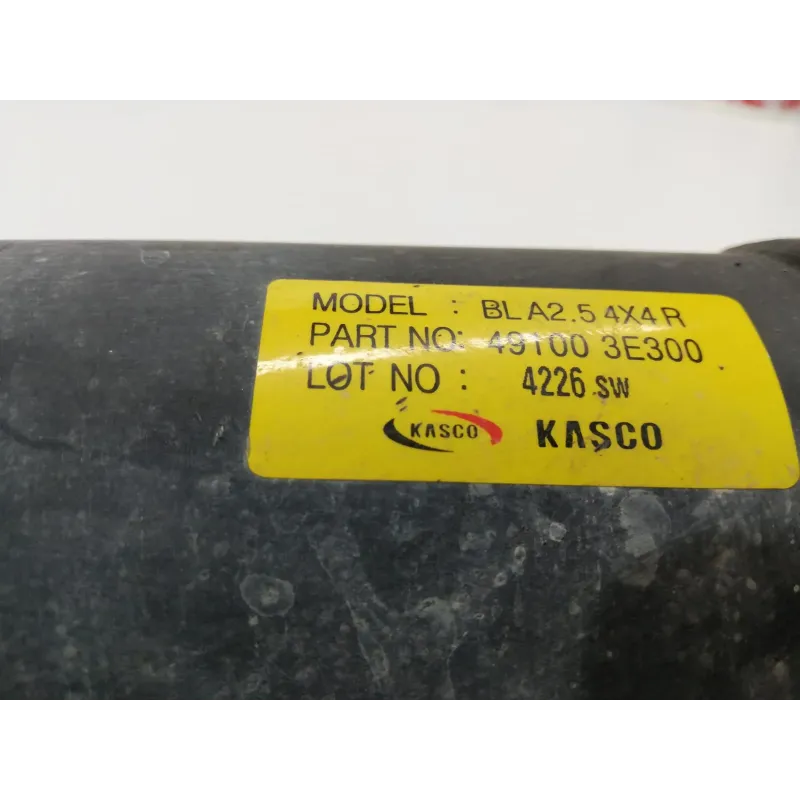 MODEL : BL A2.5 4X4 R
PART NO: 49100 3E300
LOT NO : 4226 SW
KASCO KASCO